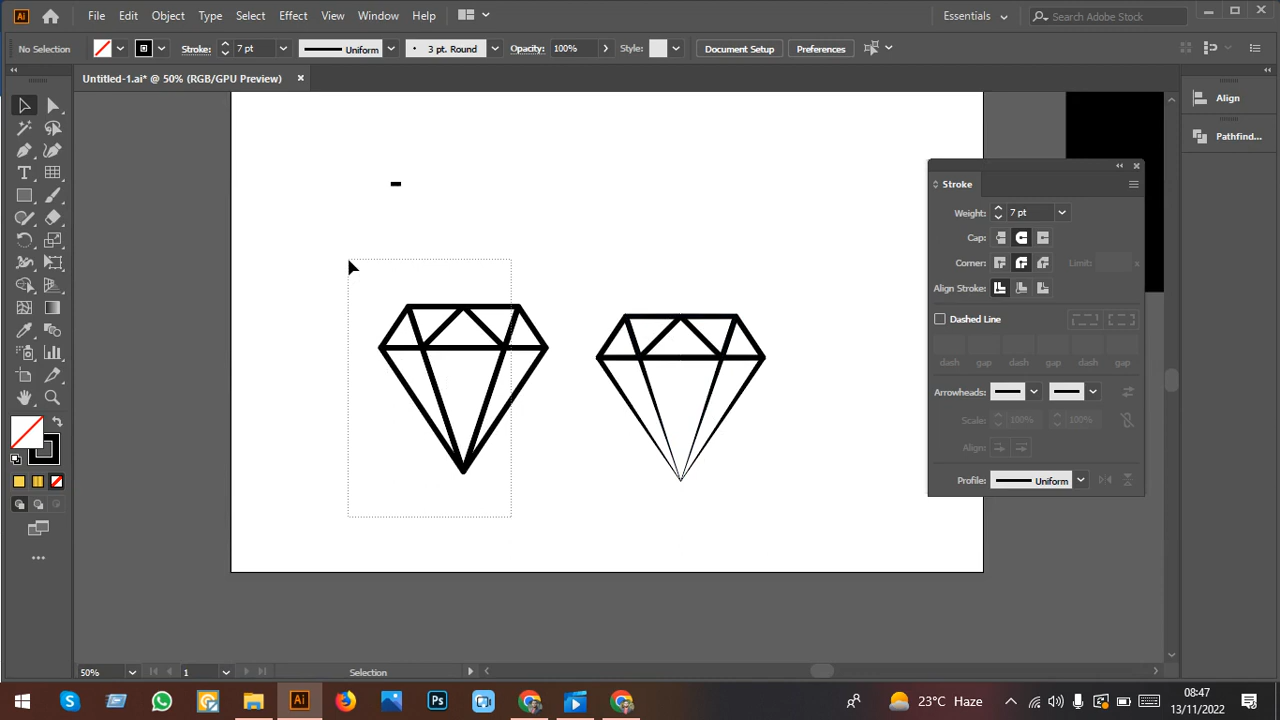 Ai File Edit Object Type Select Effect View Window Help Essentials Search Adobe Stock
No Selection Stroke: 7 pt Uniform 3 pt. Round Opacity: 100% Style: Document Setup Preferences
Untitled-1.ai* @ 50% (RGB/GPU Preview)
Align
Pathfind...
Stroke
Weight: 7 pt
Cap:
Corner: Limit: x
Align Stroke:
Dashed Line
dash gap dash gap dash gap
Arrowheads:
Scale: 100% 100%
Align:
Profile: Uniform
50% 1 Selection
Ai Ps 23°C Haze 08:47
13/11/2022